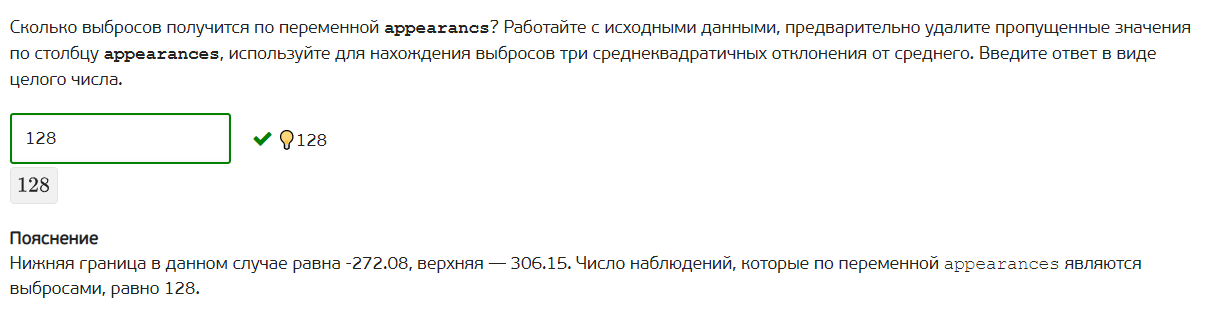 Сколько выбросов получится по переменной appearancs? Работайте с исходными данными, предварительно удалите пропущенные значения
по столбцу appearances, используйте для нахождения выбросов три среднеквадратичных отклонения от среднего. Введите ответ в виде
целого числа.
128 128
128
Пояснение
Нижняя граница в данном случае равна -272.08, верхняя — 306.15. Число наблюдений, которые по переменной appearances являются
выбросами, равно 128.